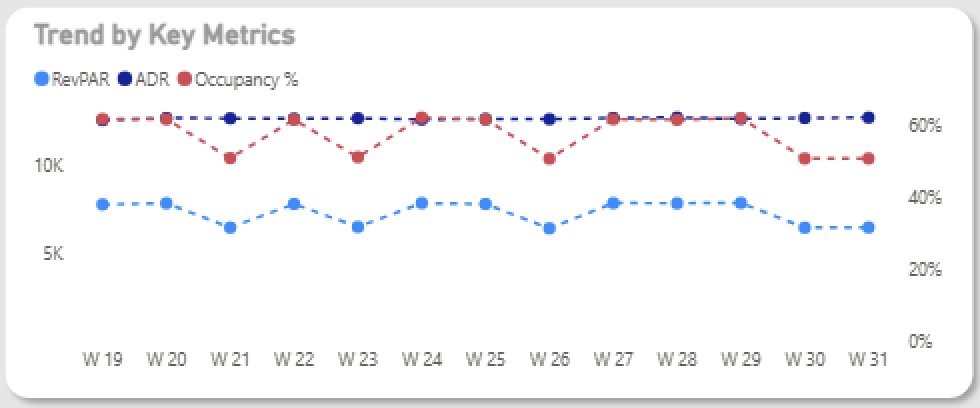 Trend by Key Metrics
RevPAR ADR Occupancy %
60%
10K
40%
5K
20%
0%
W 19 W 20 W 21 W 22 W 23 W 24 W 25 W 26 W 27 W 28 W 29 W 30 W 31